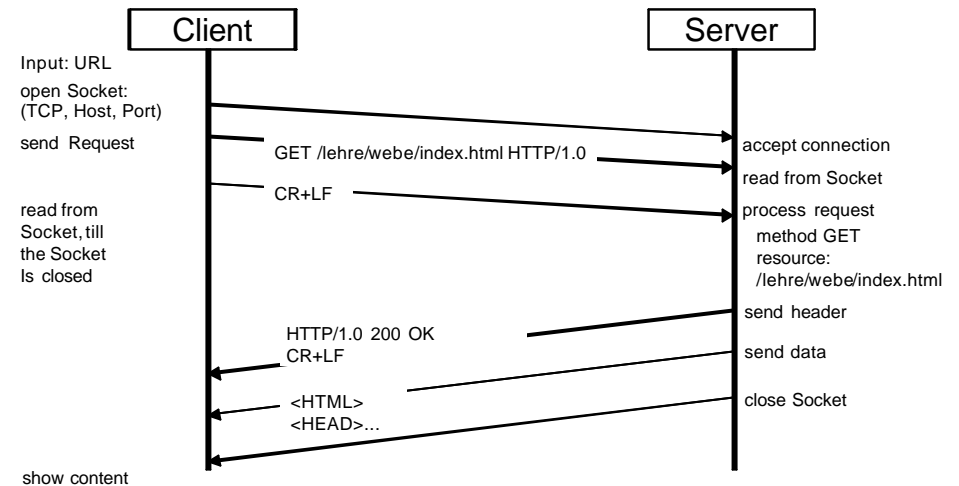 Client
Server
Input: URL
open Socket:
(TCP, Host, Port)
send Request
GET /lehre/webe/index.html HTTP/1.0
accept connection
read from Socket
CR+LF
read from
Socket, till
the Socket
Is closed
process request
method GET
resource:
/lehre/webe/index.html
send header
HTTP/1.0 200 OK
CR+LF
send data
<HTML>
<HEAD>...
close Socket
show content